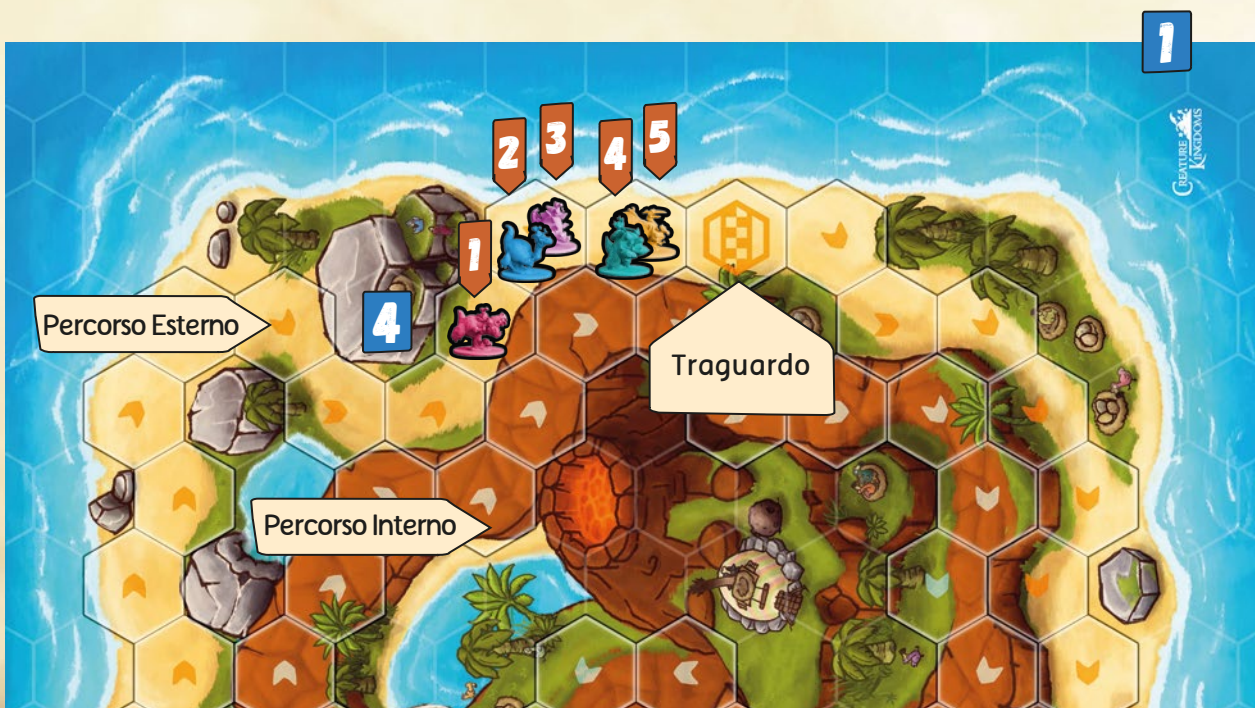 1
CREATURE
KINGDOMS
2
3
4
5
1
Percorso Esterno
4
Traguardo
Percorso Interno